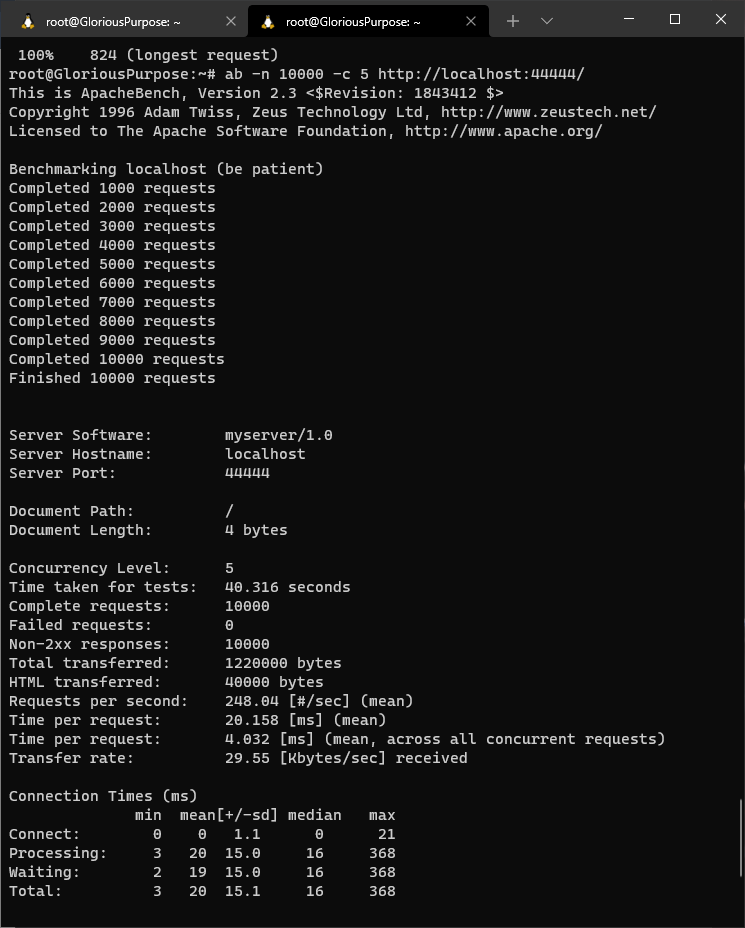 root@GloriousPurpose: ~
root@GloriousPurpose: ~
100%    824 (longest request)
root@GloriousPurpose:~# ab -n 10000 -c 5 http://localhost:44444/
This is ApacheBench, Version 2.3 <$Revision: 1843412 $>
Copyright 1996 Adam Twiss, Zeus Technology Ltd, http://www.zeustech.net/
Licensed to The Apache Software Foundation, http://www.apache.org/

Benchmarking localhost (be patient)
Completed 1000 requests
Completed 2000 requests
Completed 3000 requests
Completed 4000 requests
Completed 5000 requests
Completed 6000 requests
Completed 7000 requests
Completed 8000 requests
Completed 9000 requests
Completed 10000 requests
Finished 10000 requests


Server Software:        myserver/1.0
Server Hostname:        localhost
Server Port:            44444

Document Path:          /
Document Length:        4 bytes

Concurrency Level:      5
Time taken for tests:   40.316 seconds
Complete requests:      10000
Failed requests:        0
Non-2xx responses:      10000
Total transferred:      1220000 bytes
HTML transferred:       40000 bytes
Requests per second:    248.04 [#/sec] (mean)
Time per request:       20.158 [ms] (mean)
Time per request:       4.032 [ms] (mean, across all concurrent requests)
Transfer rate:          29.55 [Kbytes/sec] received

Connection Times (ms)
              min  mean[+/-sd] median   max
Connect:        0    0   1.1      0      21
Processing:     3   20  15.0     16     368
Waiting:        2   19  15.0     16     368
Total:          3   20  15.1     16     368